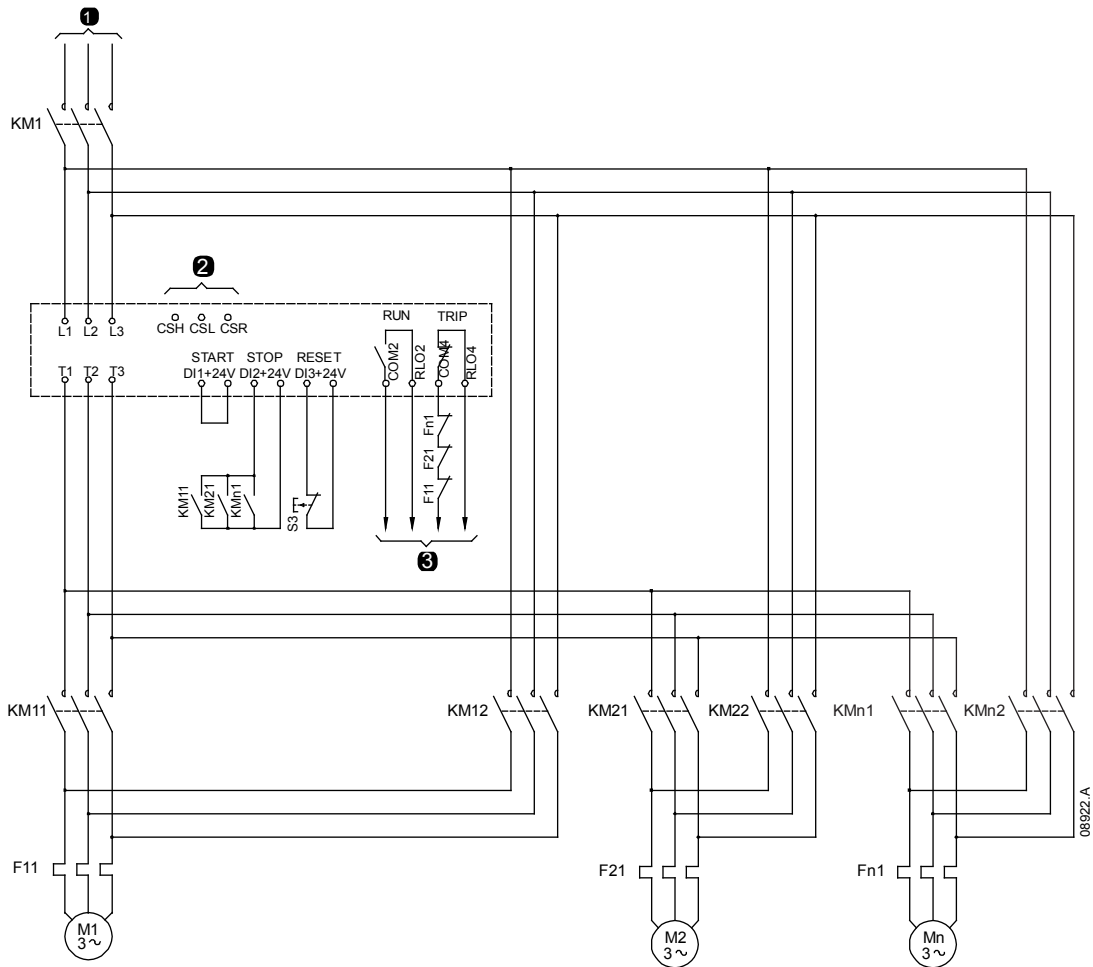 1
KM1
2
CSH CSL CSR
RUN TRIP
L1 L2 L3
T1 T2 T3
START STOP RESET
DI1+24V DI2+24V DI3+24V
COM2
RLO2
COM4
RLO4
Fn1
F21
F11
KM11
KM21
KMn1
S3
3
KM11 KM12 KM21 KM22 KMn1 KMn2
08922.A
F11 F21 Fn1
M1
3~
M2
3~
Mn
3~